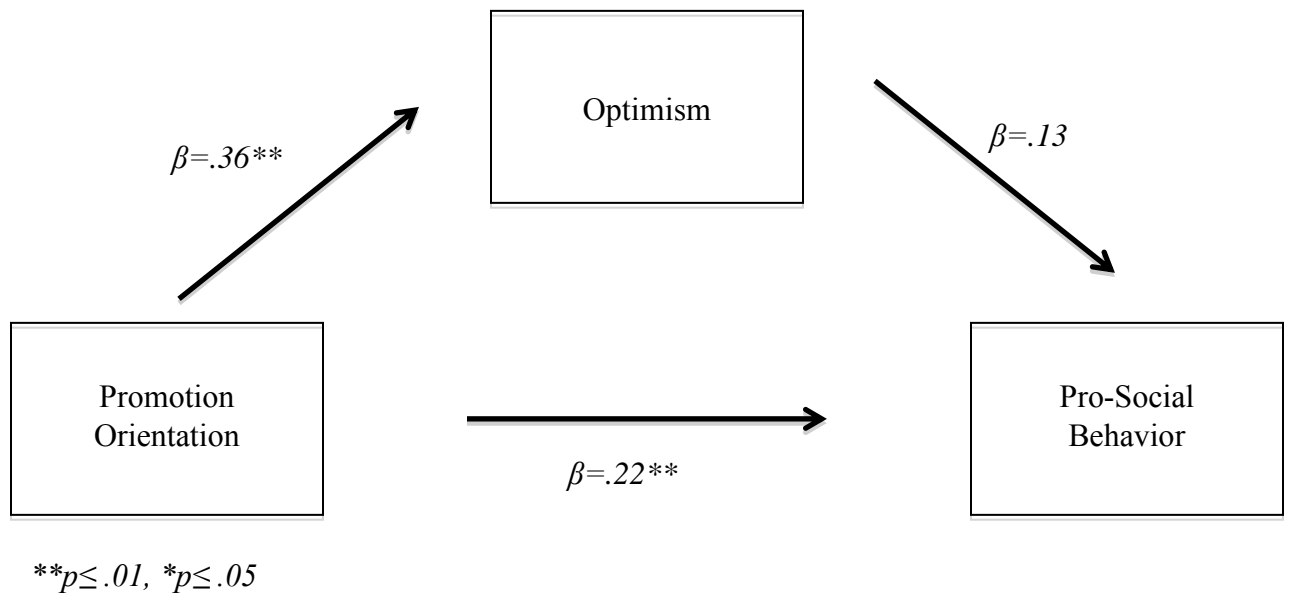 Optimism
β=.36**
β=.13
Promotion
Orientation
Pro-Social
Behavior
β=.22**
**p≤ .01, *p≤ .05